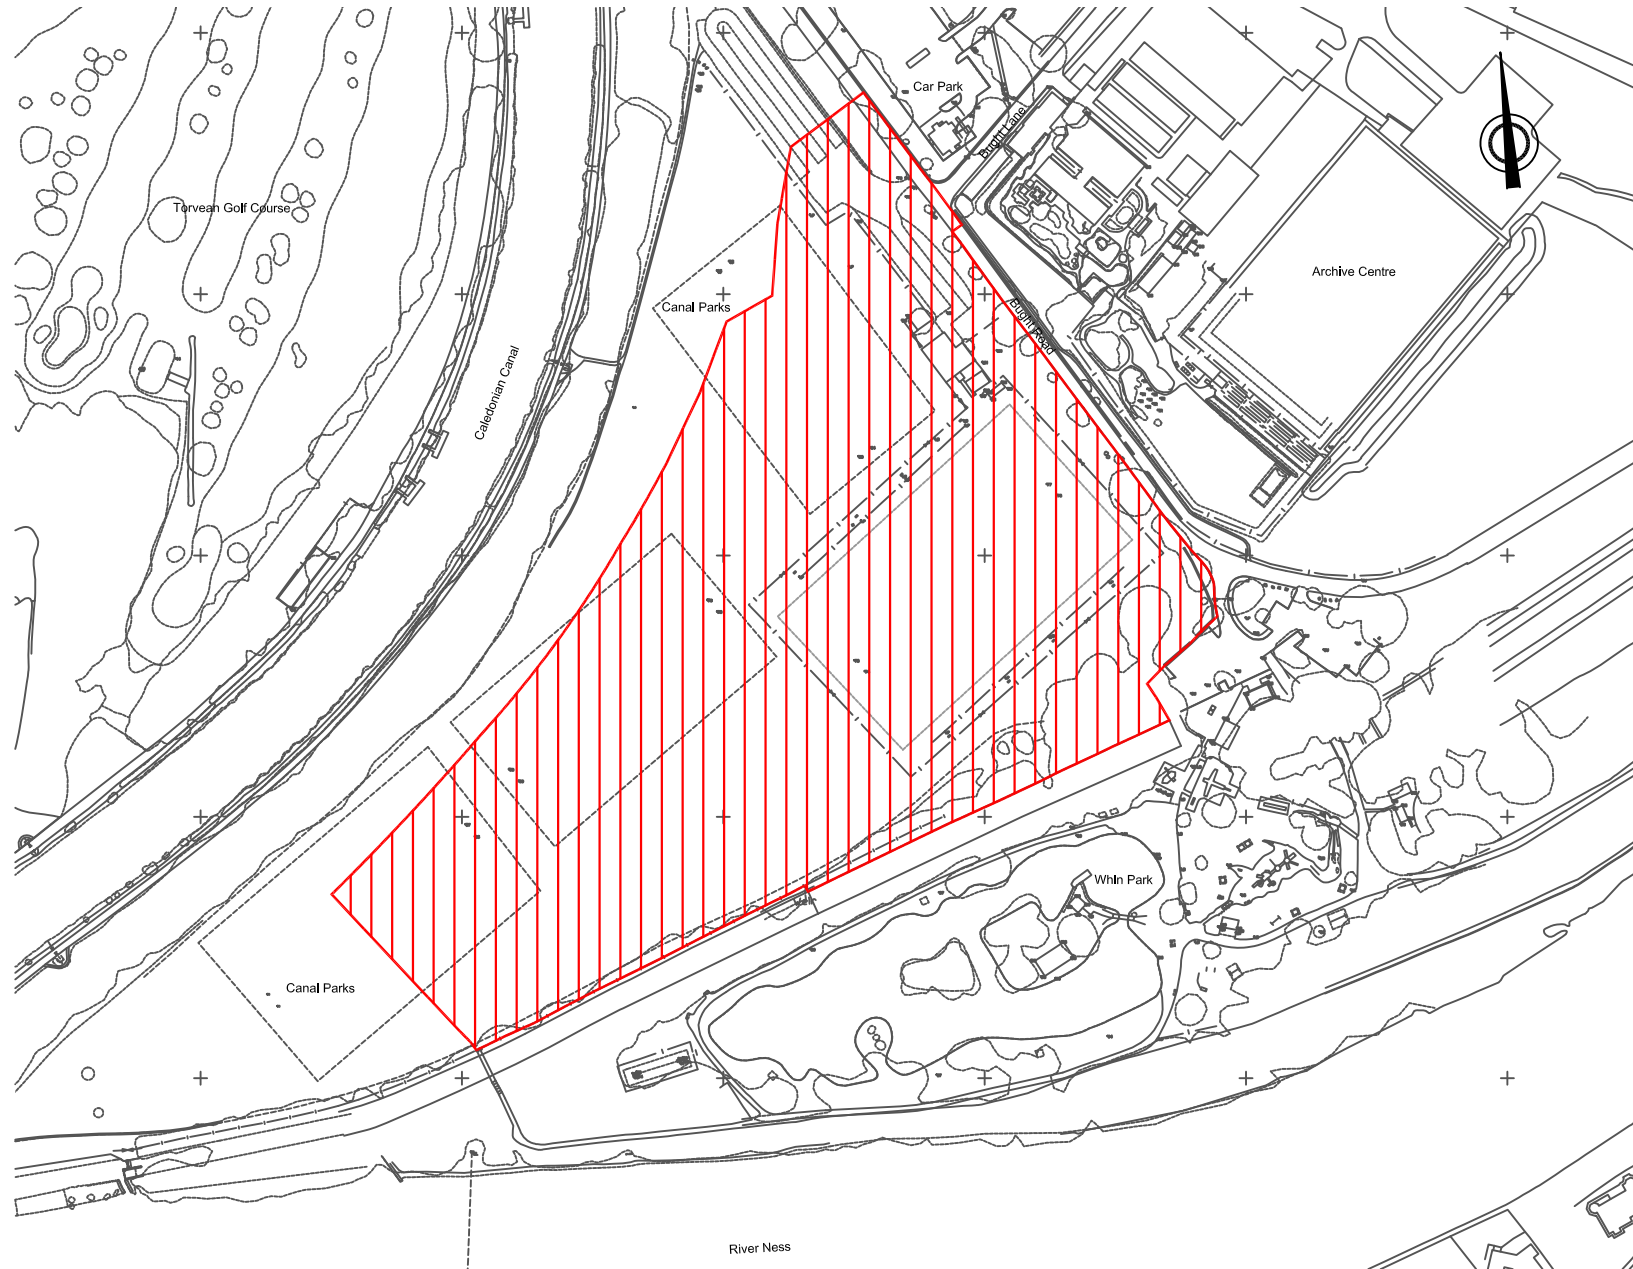 Car Park
Bught Lane
Torvean Golf Course
Archive Centre
Canal Parks
Bught Road
Caledonian Canal
Whin Park
Canal Parks
River Ness